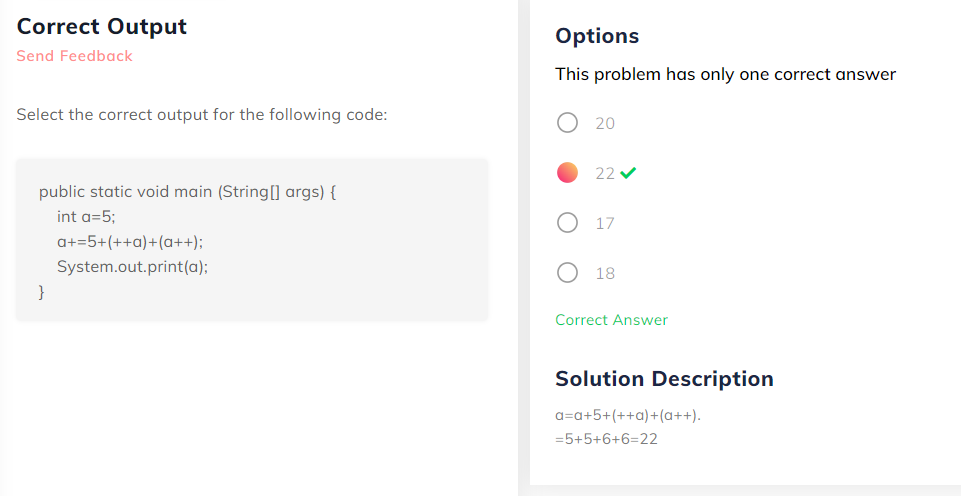 Correct Output
Send Feedback
Select the correct output for the following code:
public static void main (String[] args) {
int a=5;
a+=5+(++a)+(a++);
System.out.print(a);
}
Options
This problem has only one correct answer
20
22
17
18
Correct Answer
Solution Description
a=a+5+(++a)+(a++).
=5+5+6+6=22